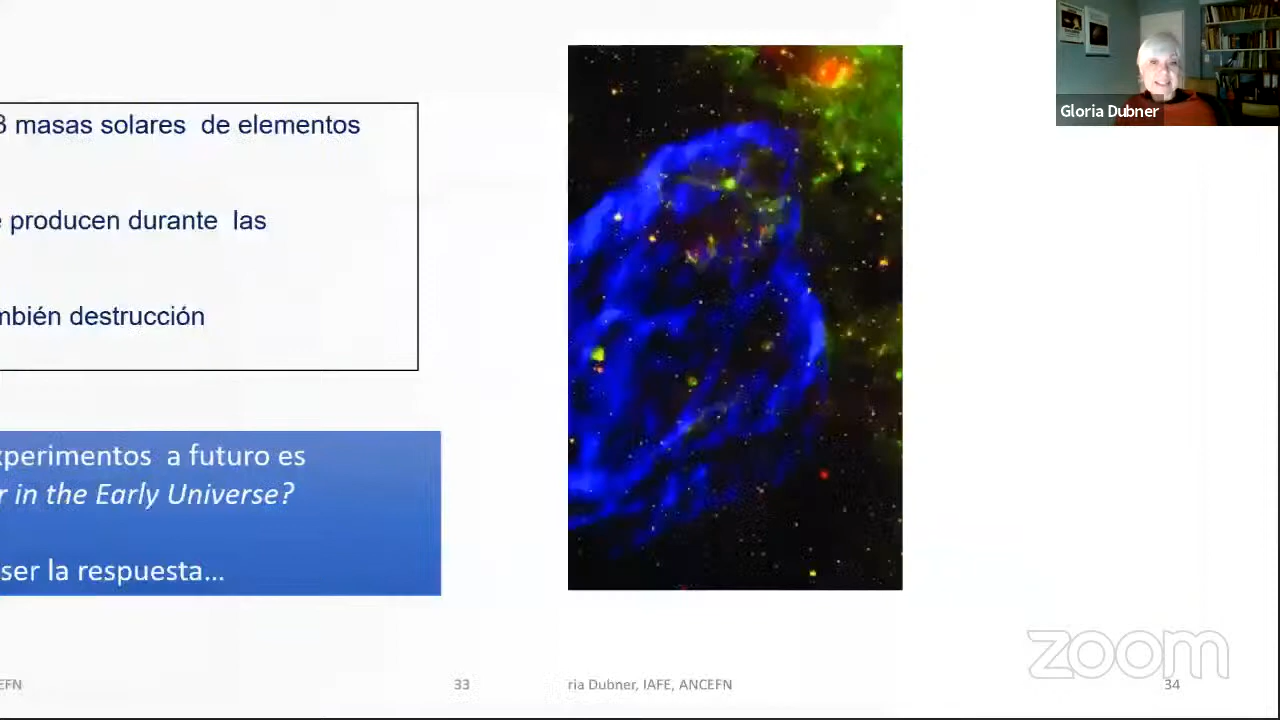 3 masas solares de elementos
producen durante las
mbién destrucción
xperimentos a futuro es
r in the Early Universe?
ser la respuesta...
EFN
33
ria Dubner, IAFE, ANCEFN
34
Gloria Dubner
zoom